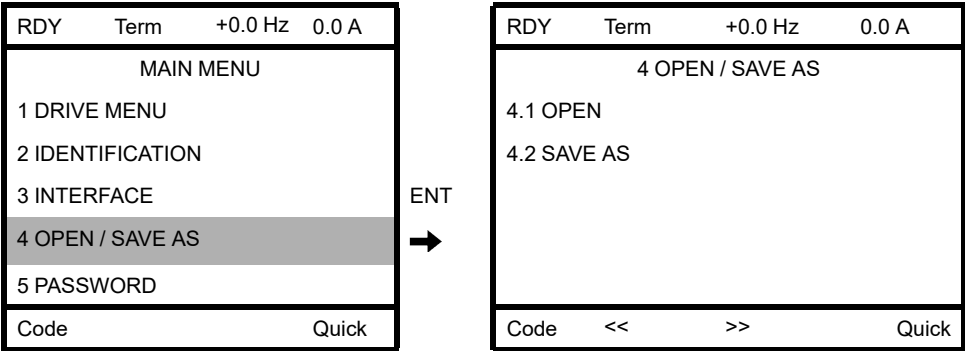 RDY Term +0.0 Hz 0.0 A
MAIN MENU
1 DRIVE MENU
2 IDENTIFICATION
3 INTERFACE
4 OPEN / SAVE AS
5 PASSWORD
Code Quick
ENT
RDY Term +0.0 Hz 0.0 A
4 OPEN / SAVE AS
4.1 OPEN
4.2 SAVE AS
Code << >> Quick